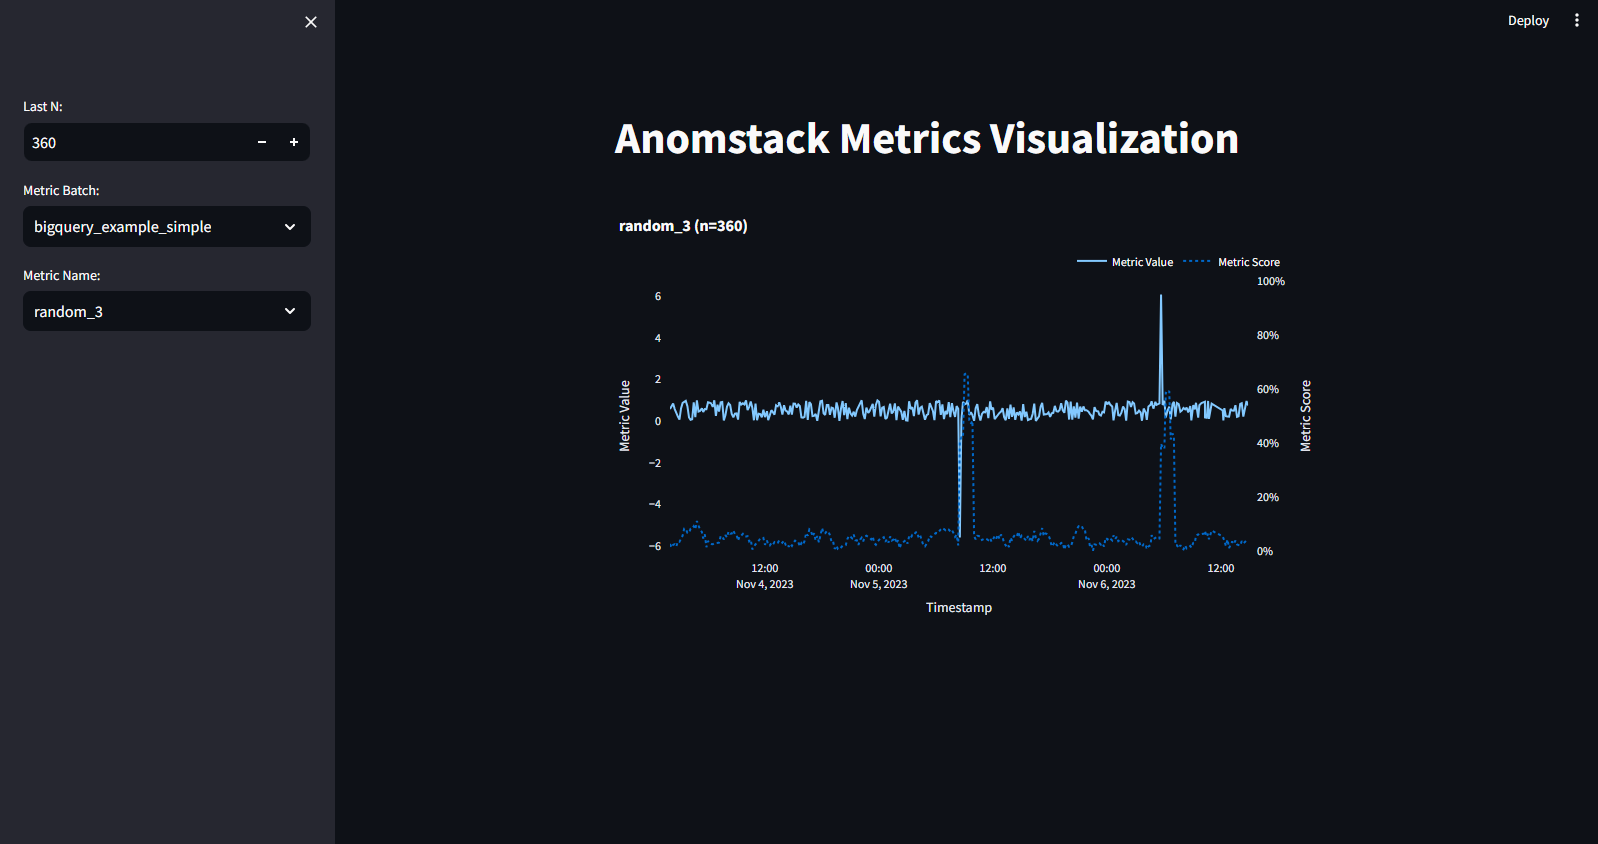 Deploy
Last N:
360
Metric Batch:
bigquery_example_simple
Metric Name:
random_3
Anomstack Metrics Visualization
random_3 (n=360)
Metric Value
Metric Score
6
4
2
0
−2
−4
−6
Metric Value
100%
80%
60%
40%
20%
0%
Metric Score
12:00
Nov 4, 2023
00:00
Nov 5, 2023
12:00
00:00
Nov 6, 2023
12:00
Timestamp